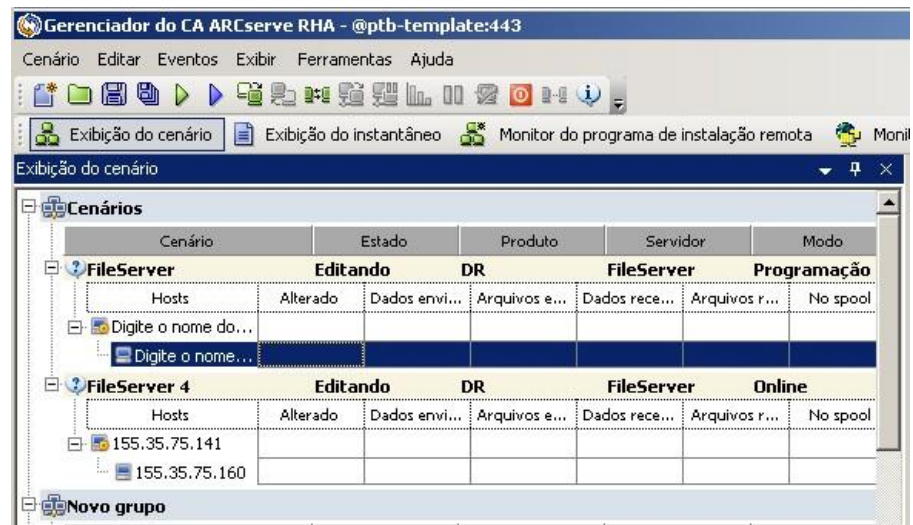 Gerenciador do CA ARCserve RHA - @ptb-template:443
Cenário Editar Eventos Exibir Ferramentas Ajuda
Exibição do cenário Exibição do instantâneo Monitor do programa de instalação remota Monit
Exibição do cenário
Cenários
Cenário Estado Produto Servidor Modo
FileServer Editando DR FileServer Programação
Hosts Alterado Dados envi... Arquivos e... Dados rece... Arquivos r... No spool
Digite o nome do...
Digite o nome...
FileServer 4 Editando DR FileServer Online
Hosts Alterado Dados envi... Arquivos e... Dados rece... Arquivos r... No spool
155.35.75.141
155.35.75.160
Novo grupo